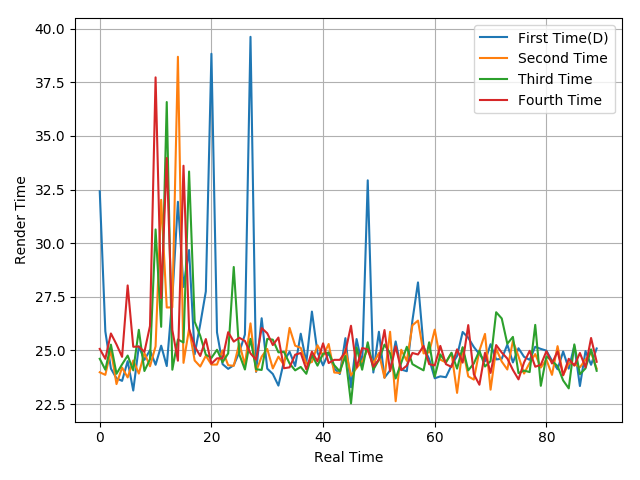 40.0
37.5
35.0
32.5
30.0
27.5
25.0
22.5
Render Time
0
20
40
60
80
Real Time
First Time(D)
Second Time
Third Time
Fourth Time